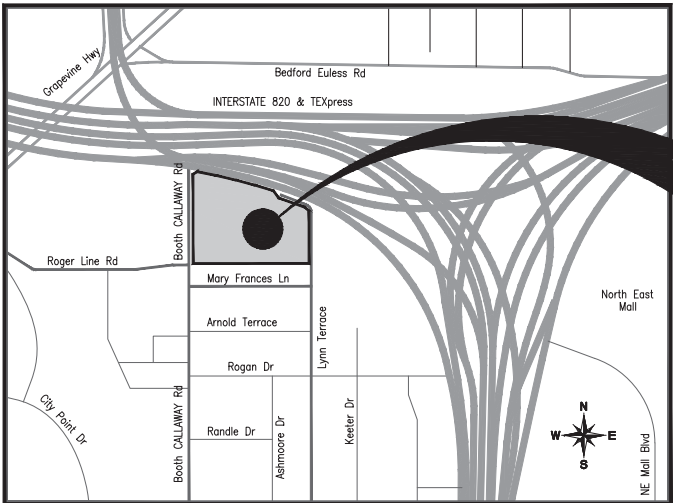 Grapevine Hwy
Bedford Euless Rd
INTERSTATE 820 & TEXpress
Booth CALLAWAY Rd
Roger Line Rd
Mary Frances Ln
North East
Mall
Arnold Terrace
Lynn Terrace
Rogan Dr
City Point Dr
Booth CALLAWAY Rd
Randle Dr
Ashmoore Dr
Keeter Dr
N
W E
S
NE Mall Blvd